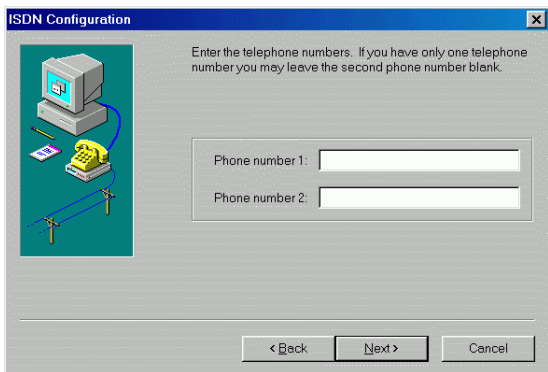 ISDN Configuration
Enter the telephone numbers. If you have only one telephone
number you may leave the second phone number blank.
Phone number 1:
Phone number 2:
< Back
Next >
Cancel